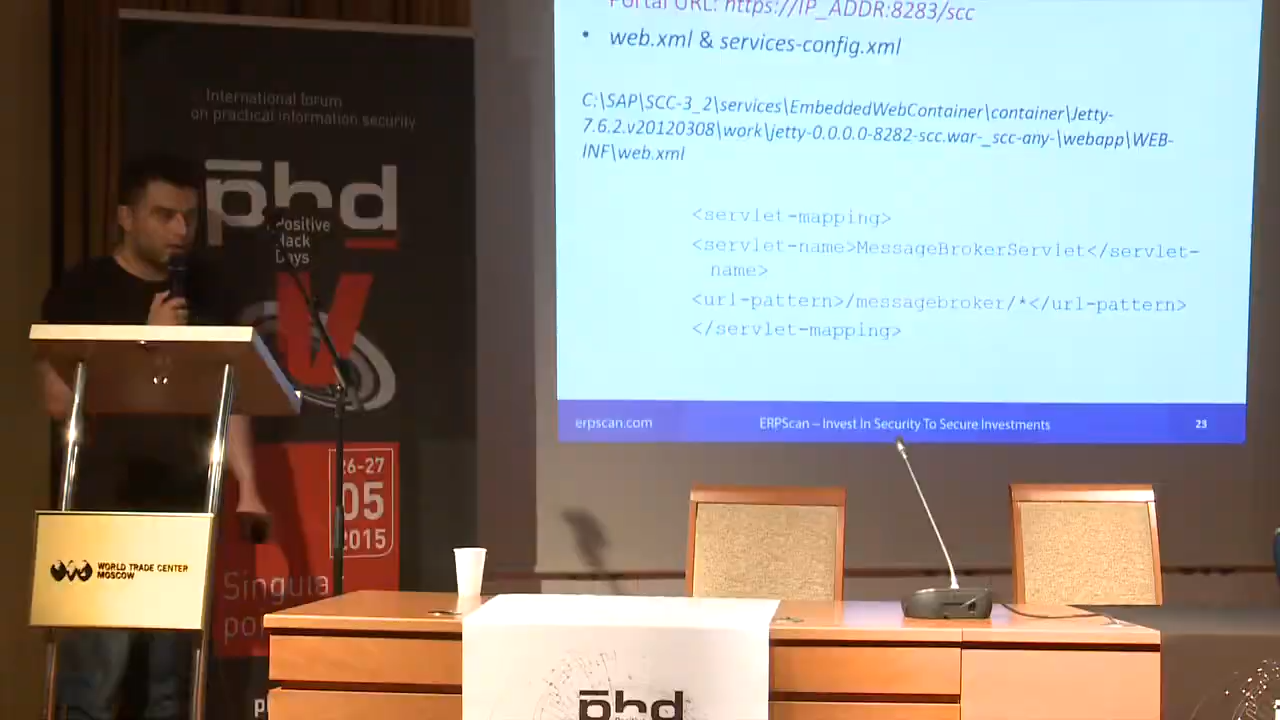 International forum
on practical information security
phd
Positive
Hack
Days
V
26-27
05
2015
Singula
WORLD TRADE CENTER
MOSCOW
Portal URL: https://IP_ADDR:8283/scc
• web.xml & services-config.xml
C:\SAP\SCC-3_2\services\EmbeddedWebContainer\container\Jetty-
7.6.2.v20120308\work\jetty-0.0.0.0-8282-scc.war-_scc-any-\webapp\WEB-
INF\web.xml
<servlet-mapping>
<servlet-name>MessageBrokerServlet</servlet-
name>
<url-pattern>/messagebroker/*</url-pattern>
</servlet-mapping>
erpscan.com
ERPScan – Invest In Security To Secure Investments
23
phd
Positive